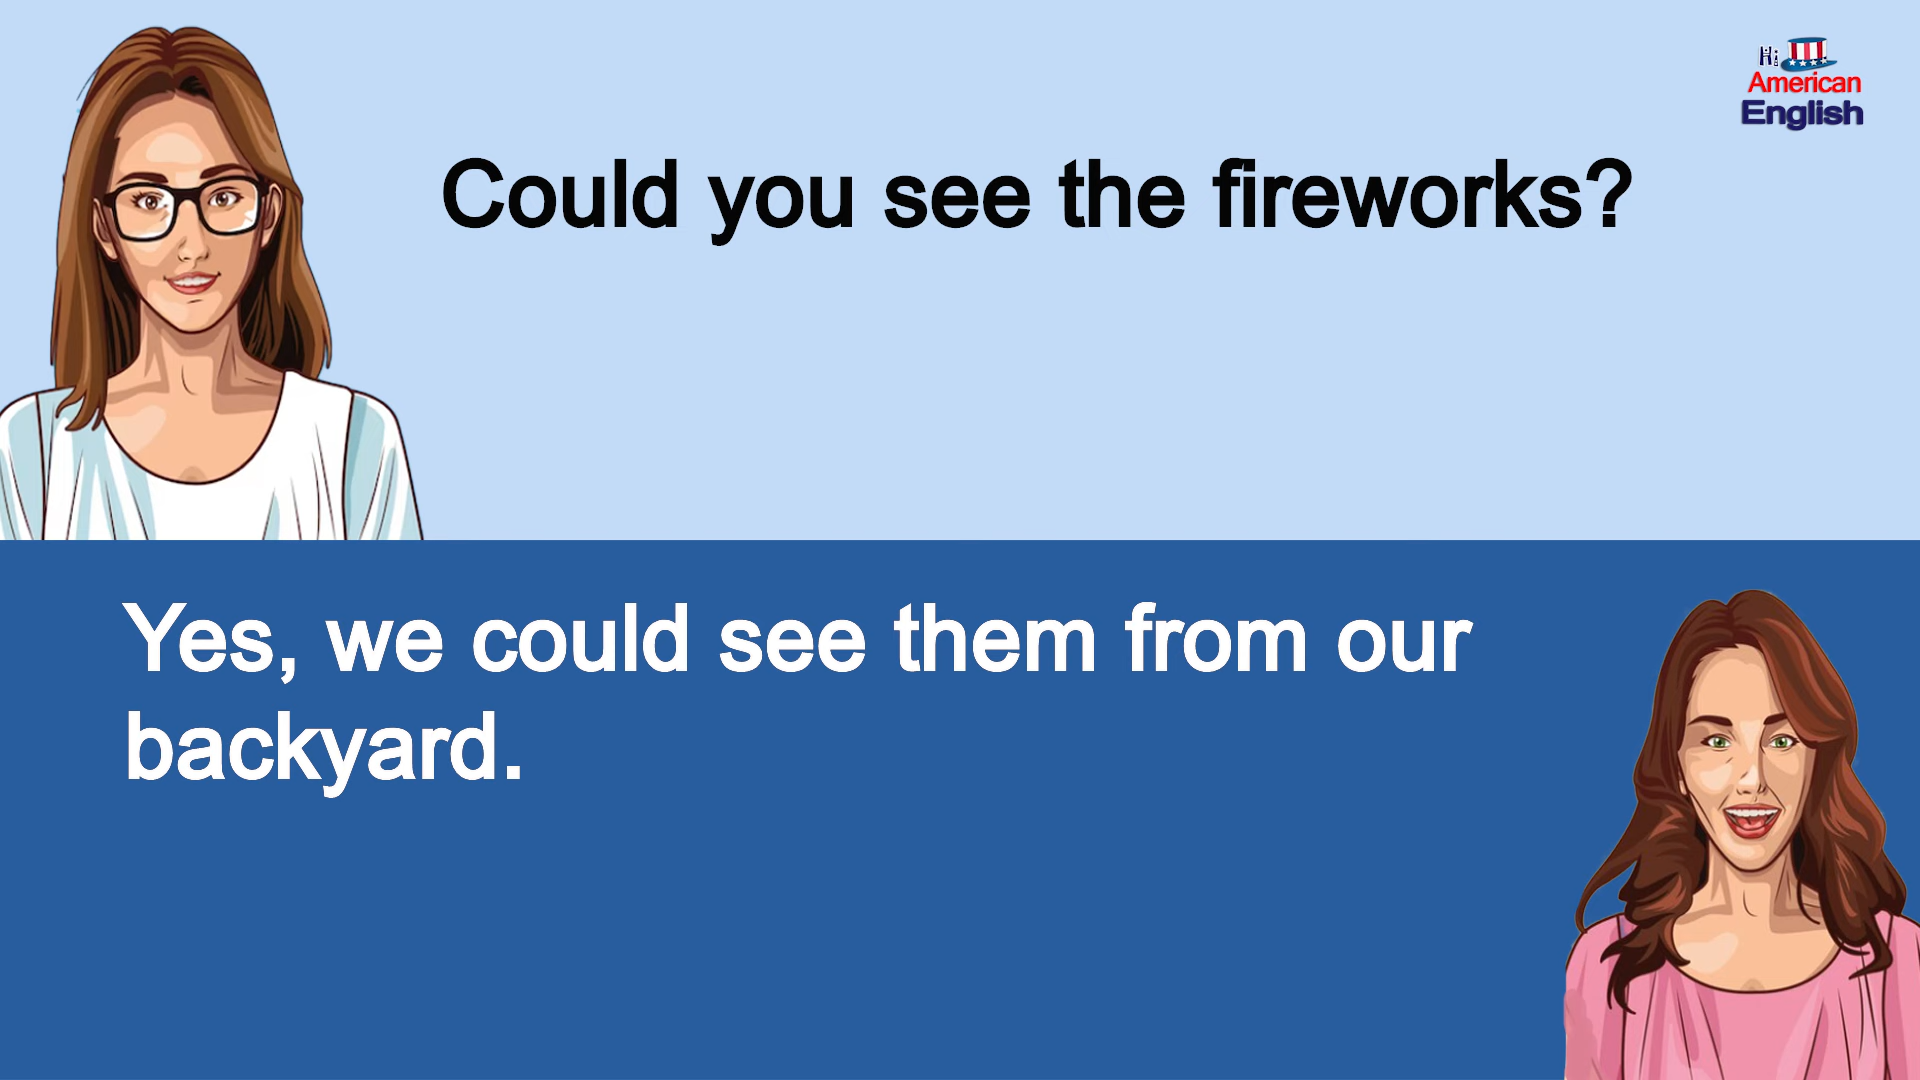 Hi
American
English
Could you see the fireworks?
Yes, we could see them from our
backyard.